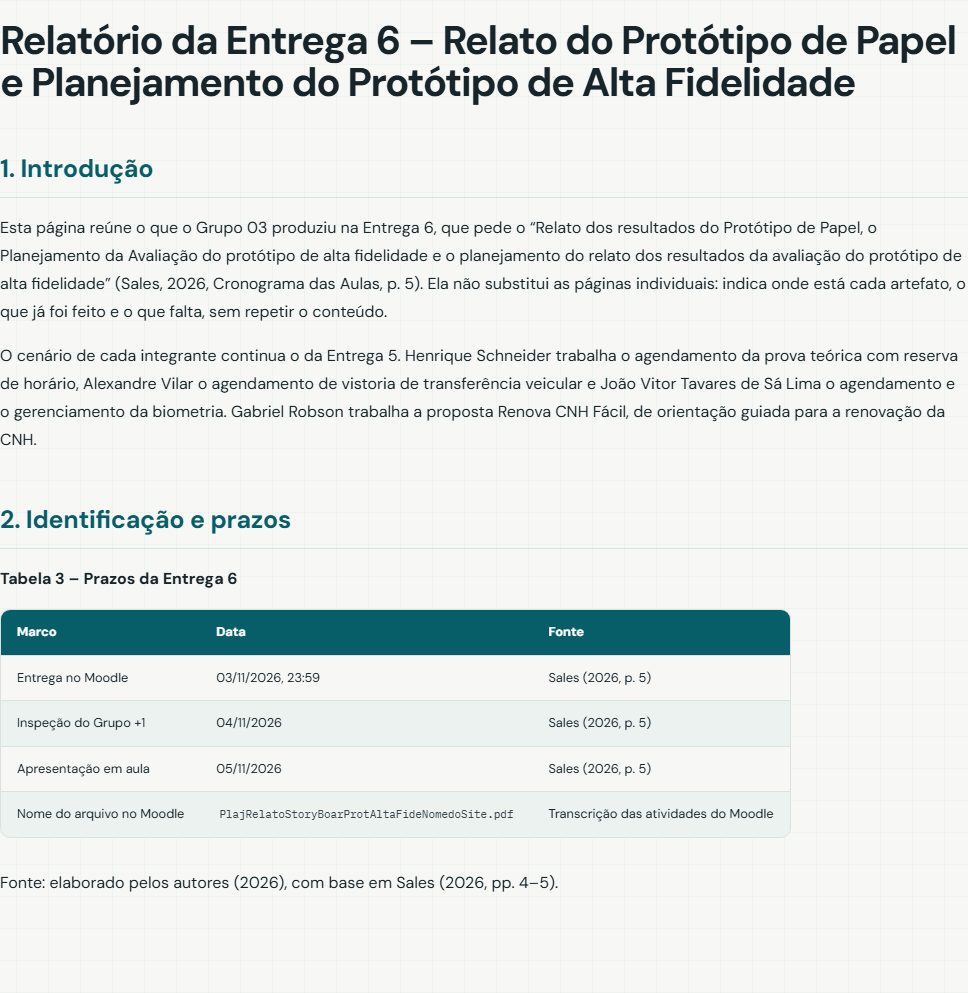 Relatório da Entrega 6 – Relato do Protótipo de Papel
e Planejamento do Protótipo de Alta Fidelidade
1. Introdução
Esta página reúne o que o Grupo 03 produziu na Entrega 6, que pede o “Relato dos resultados do Protótipo de Papel, o
Planejamento da Avaliação do protótipo de alta fidelidade e o planejamento do relato dos resultados da avaliação do protótipo de
alta fidelidade” (Sales, 2026, Cronograma das Aulas, p. 5). Ela não substitui as páginas individuais: indica onde está cada artefato, o
que já foi feito e o que falta, sem repetir o conteúdo.
O cenário de cada integrante continua o da Entrega 5. Henrique Schneider trabalha o agendamento da prova teórica com reserva
de horário, Alexandre Vilar o agendamento de vistoria de transferência veicular e João Vitor Tavares de Sá Lima o agendamento e
o gerenciamento da biometria. Gabriel Robson trabalha a proposta Renova CNH Fácil, de orientação guiada para a renovação da
CNH.
2. Identificação e prazos
Tabela 3 – Prazos da Entrega 6
Marco Data Fonte
Entrega no Moodle 03/11/2026, 23:59 Sales (2026, p. 5)
Inspeção do Grupo +1 04/11/2026 Sales (2026, p. 5)
Apresentação em aula 05/11/2026 Sales (2026, p. 5)
Nome do arquivo no Moodle PlajRelatoStoryBoarProtAltaFideNomedoSite.pdf Transcrição das atividades do Moodle
Fonte: elaborado pelos autores (2026), com base em Sales (2026, pp. 4–5).